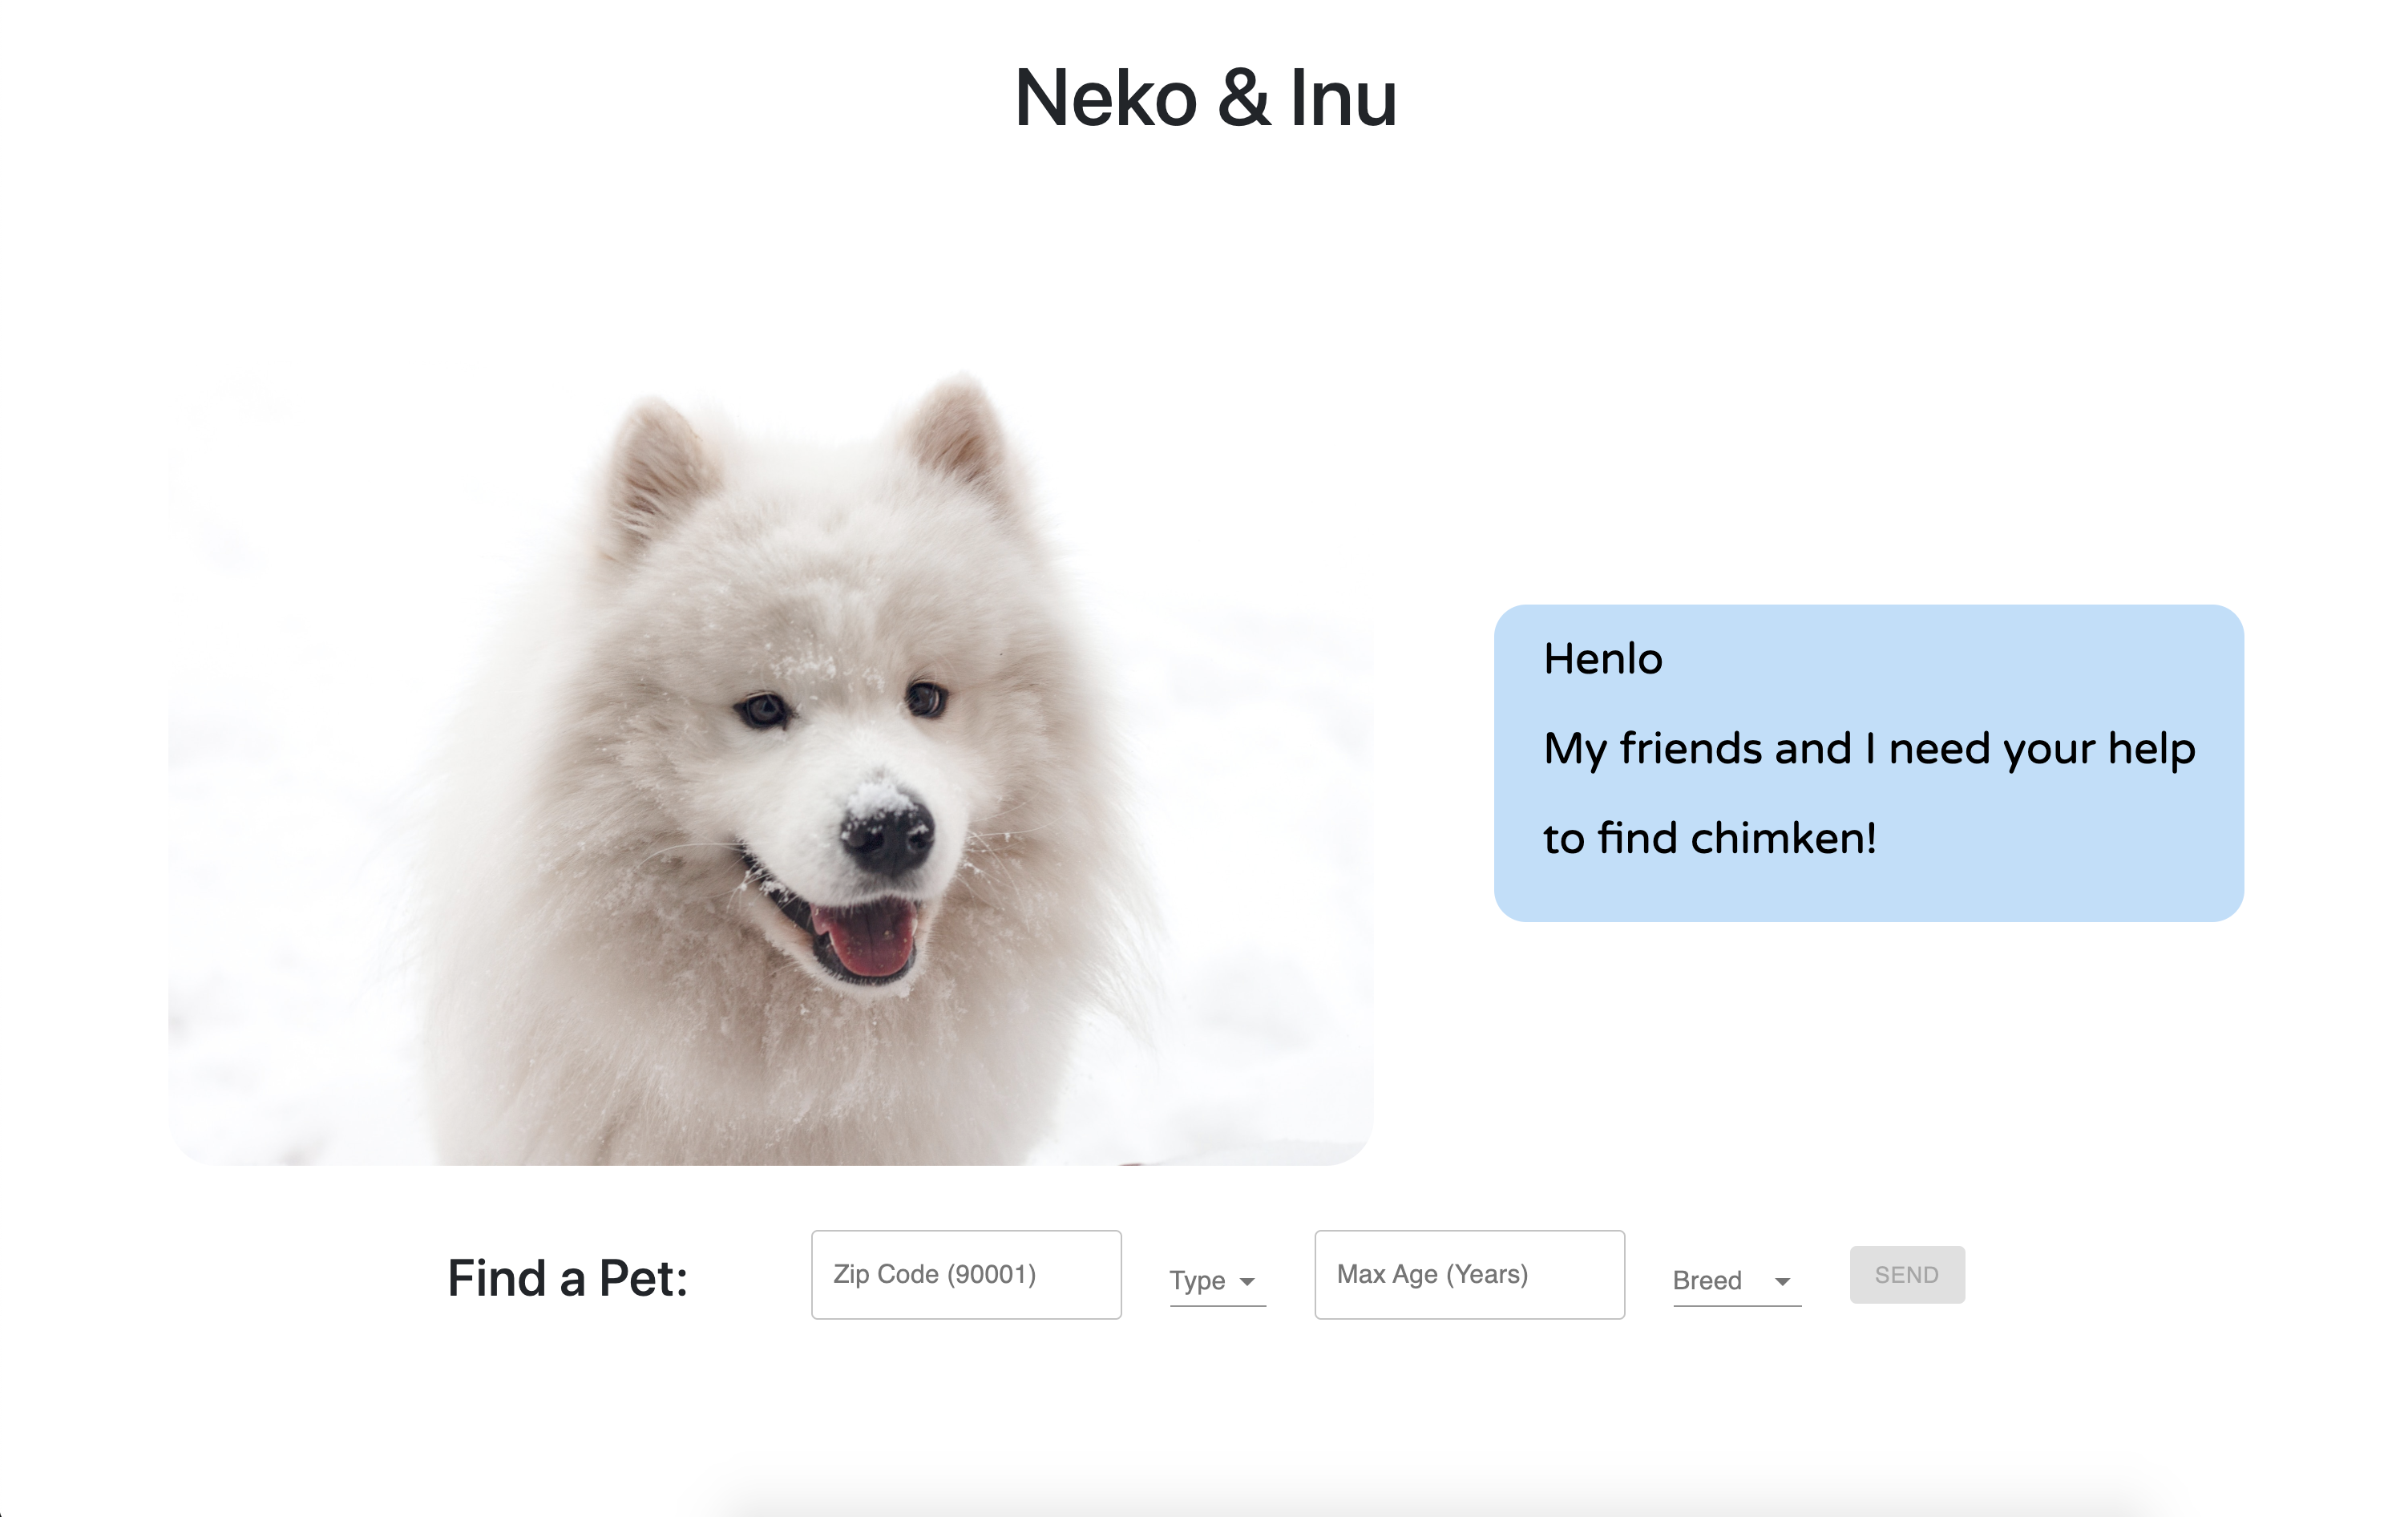 Neko & Inu
Henlo
My friends and I need your help
to find chimken!
Find a Pet:
Zip Code (90001)
Type
Max Age (Years)
Breed
SEND